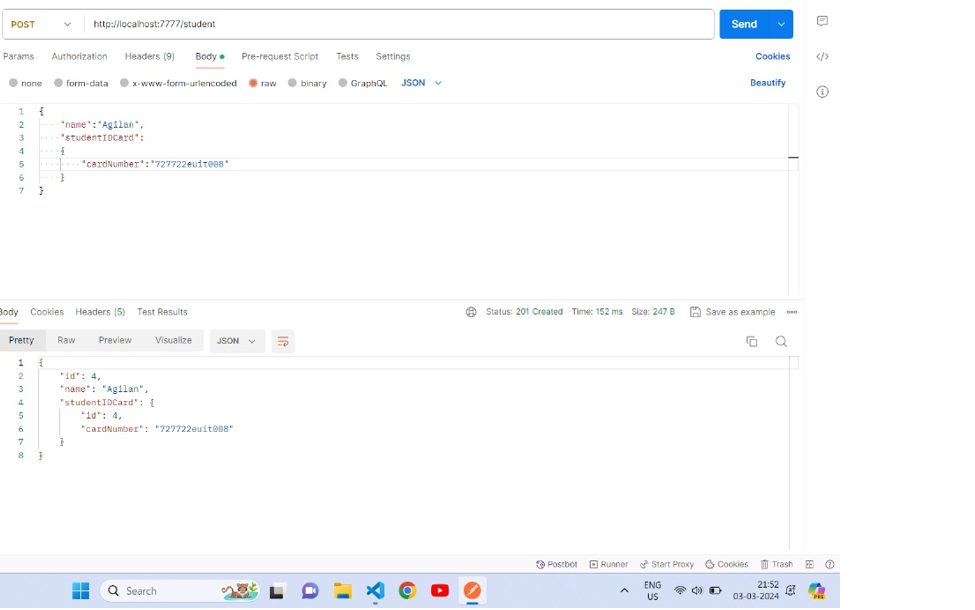 POST http://localhost:7777/student Send
Params Authorization Headers (9) Body Pre-request Script Tests Settings Cookies
none form-data x-www-form-urlencoded raw binary GraphQL JSON Beautify
1 {
2 "name":"Agilan",
3 "studentIDCard":
4 {
5 "cardNumber":"727722euit008"
6 }
7 }
Body Cookies Headers (5) Test Results Status: 201 Created Time: 152 ms Size: 247 B Save as example
Pretty Raw Preview Visualize JSON
1 {
2 "id": 4,
3 "name": "Agilan",
4 "studentIDCard": {
5 "id": 4,
6 "cardNumber": "727722euit008"
7 }
8 }
Postbot Runner Start Proxy Cookies Trash
Search ENG 21:52
US 03-03-2024
PRE